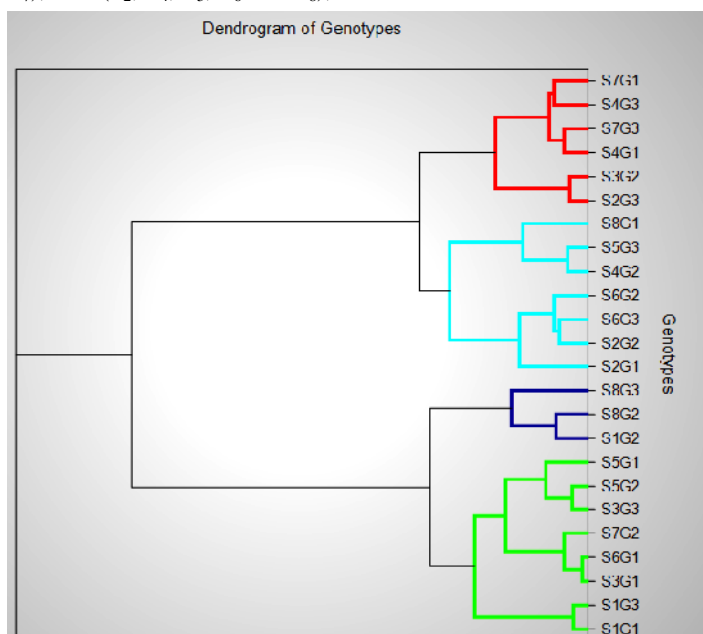 Dendrogram of Genotypes
S7G1
S4G3
S7G3
S4G1
S3G2
S2G3
S8G1
S5G3
S4G2
S6G2
S6G3
S2G2
S2G1
S8G3
S8G2
S1G2
S5G1
S5G2
S3G3
S7G2
S6G1
S3G1
S1G3
S1G1
Genotypes